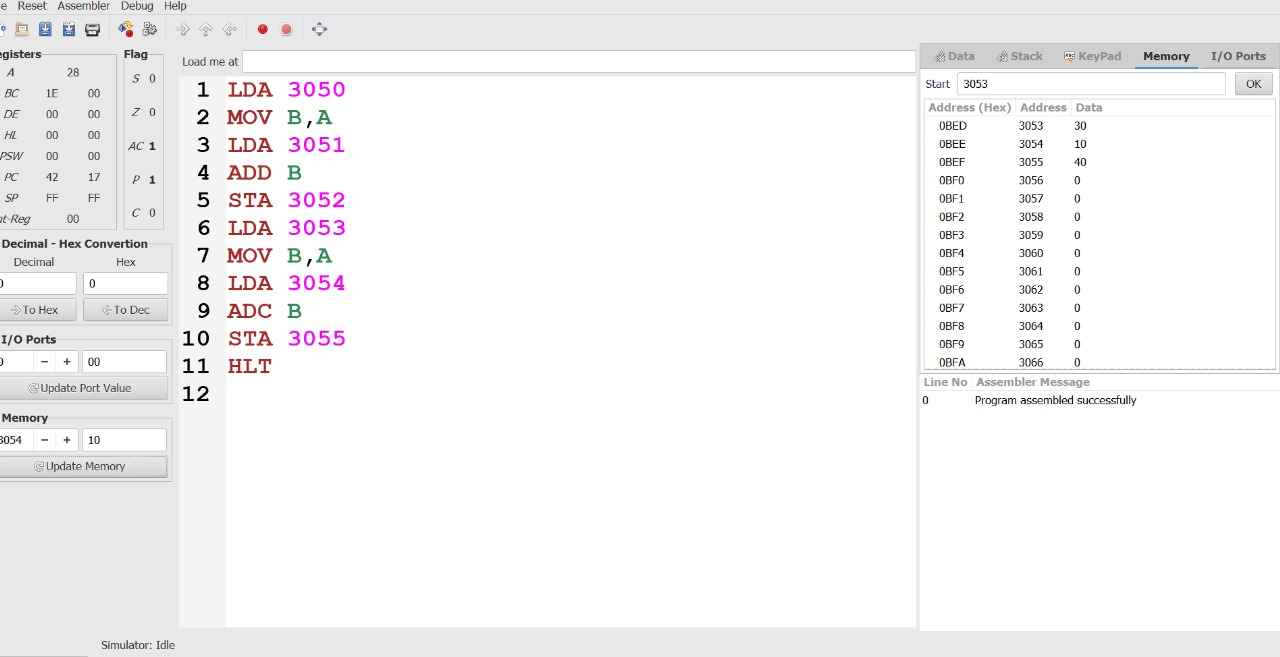 e Reset Assembler Debug Help
egisters
A 28
BC 1E 00
DE 00 00
HL 00 00
PSW 00 00
PC 42 17
SP FF FF
nt-Reg 00
Flag
S 0
Z 0
AC 1
P 1
C 0
Decimal - Hex Convertion
Decimal Hex
0 0
To Hex To Dec
I/O Ports
0 - + 00
Update Port Value
Memory
3054 - + 10
Update Memory
Load me at
1 LDA 3050
2 MOV B,A
3 LDA 3051
4 ADD B
5 STA 3052
6 LDA 3053
7 MOV B,A
8 LDA 3054
9 ADC B
10 STA 3055
11 HLT
12
Data Stack KeyPad Memory I/O Ports
Start 3053 OK
Address (Hex) Address Data
0BED 3053 30
0BEE 3054 10
0BEF 3055 40
0BF0 3056 0
0BF1 3057 0
0BF2 3058 0
0BF3 3059 0
0BF4 3060 0
0BF5 3061 0
0BF6 3062 0
0BF7 3063 0
0BF8 3064 0
0BF9 3065 0
0BFA 3066 0
Line No Assembler Message
0 Program assembled successfully
Simulator: Idle